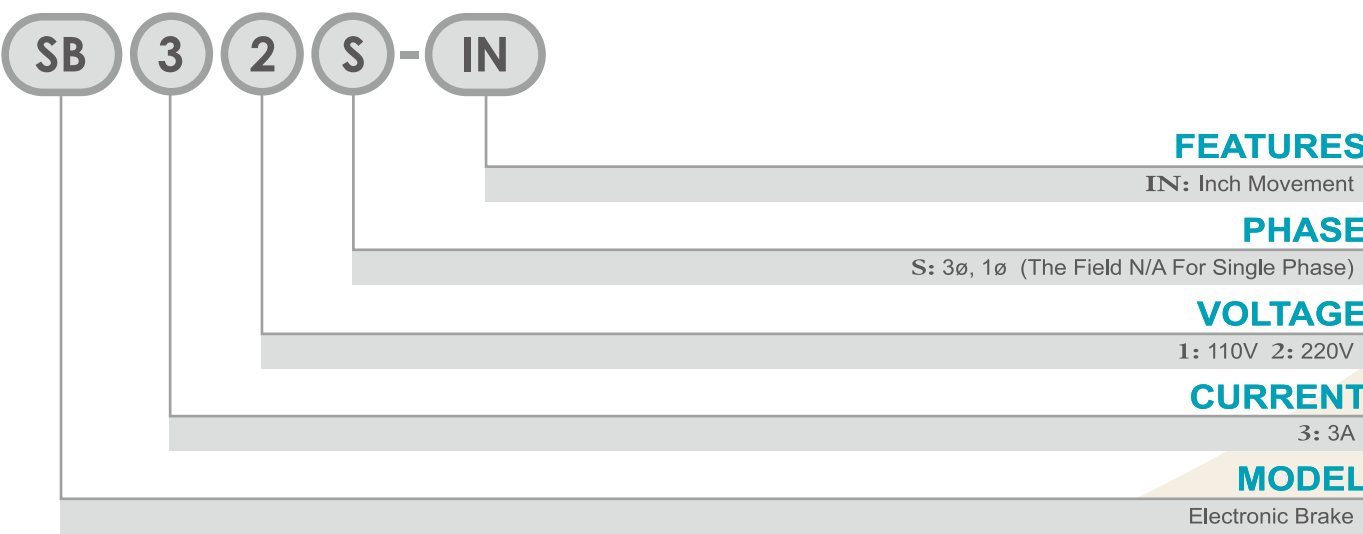 SB 3 2 S - IN
FEATURES
IN: Inch Movement
PHASE
S: 3ø, 1ø (The Field N/A For Single Phase)
VOLTAGE
1: 110V 2: 220V
CURRENT
3: 3A
MODEL
Electronic Brake